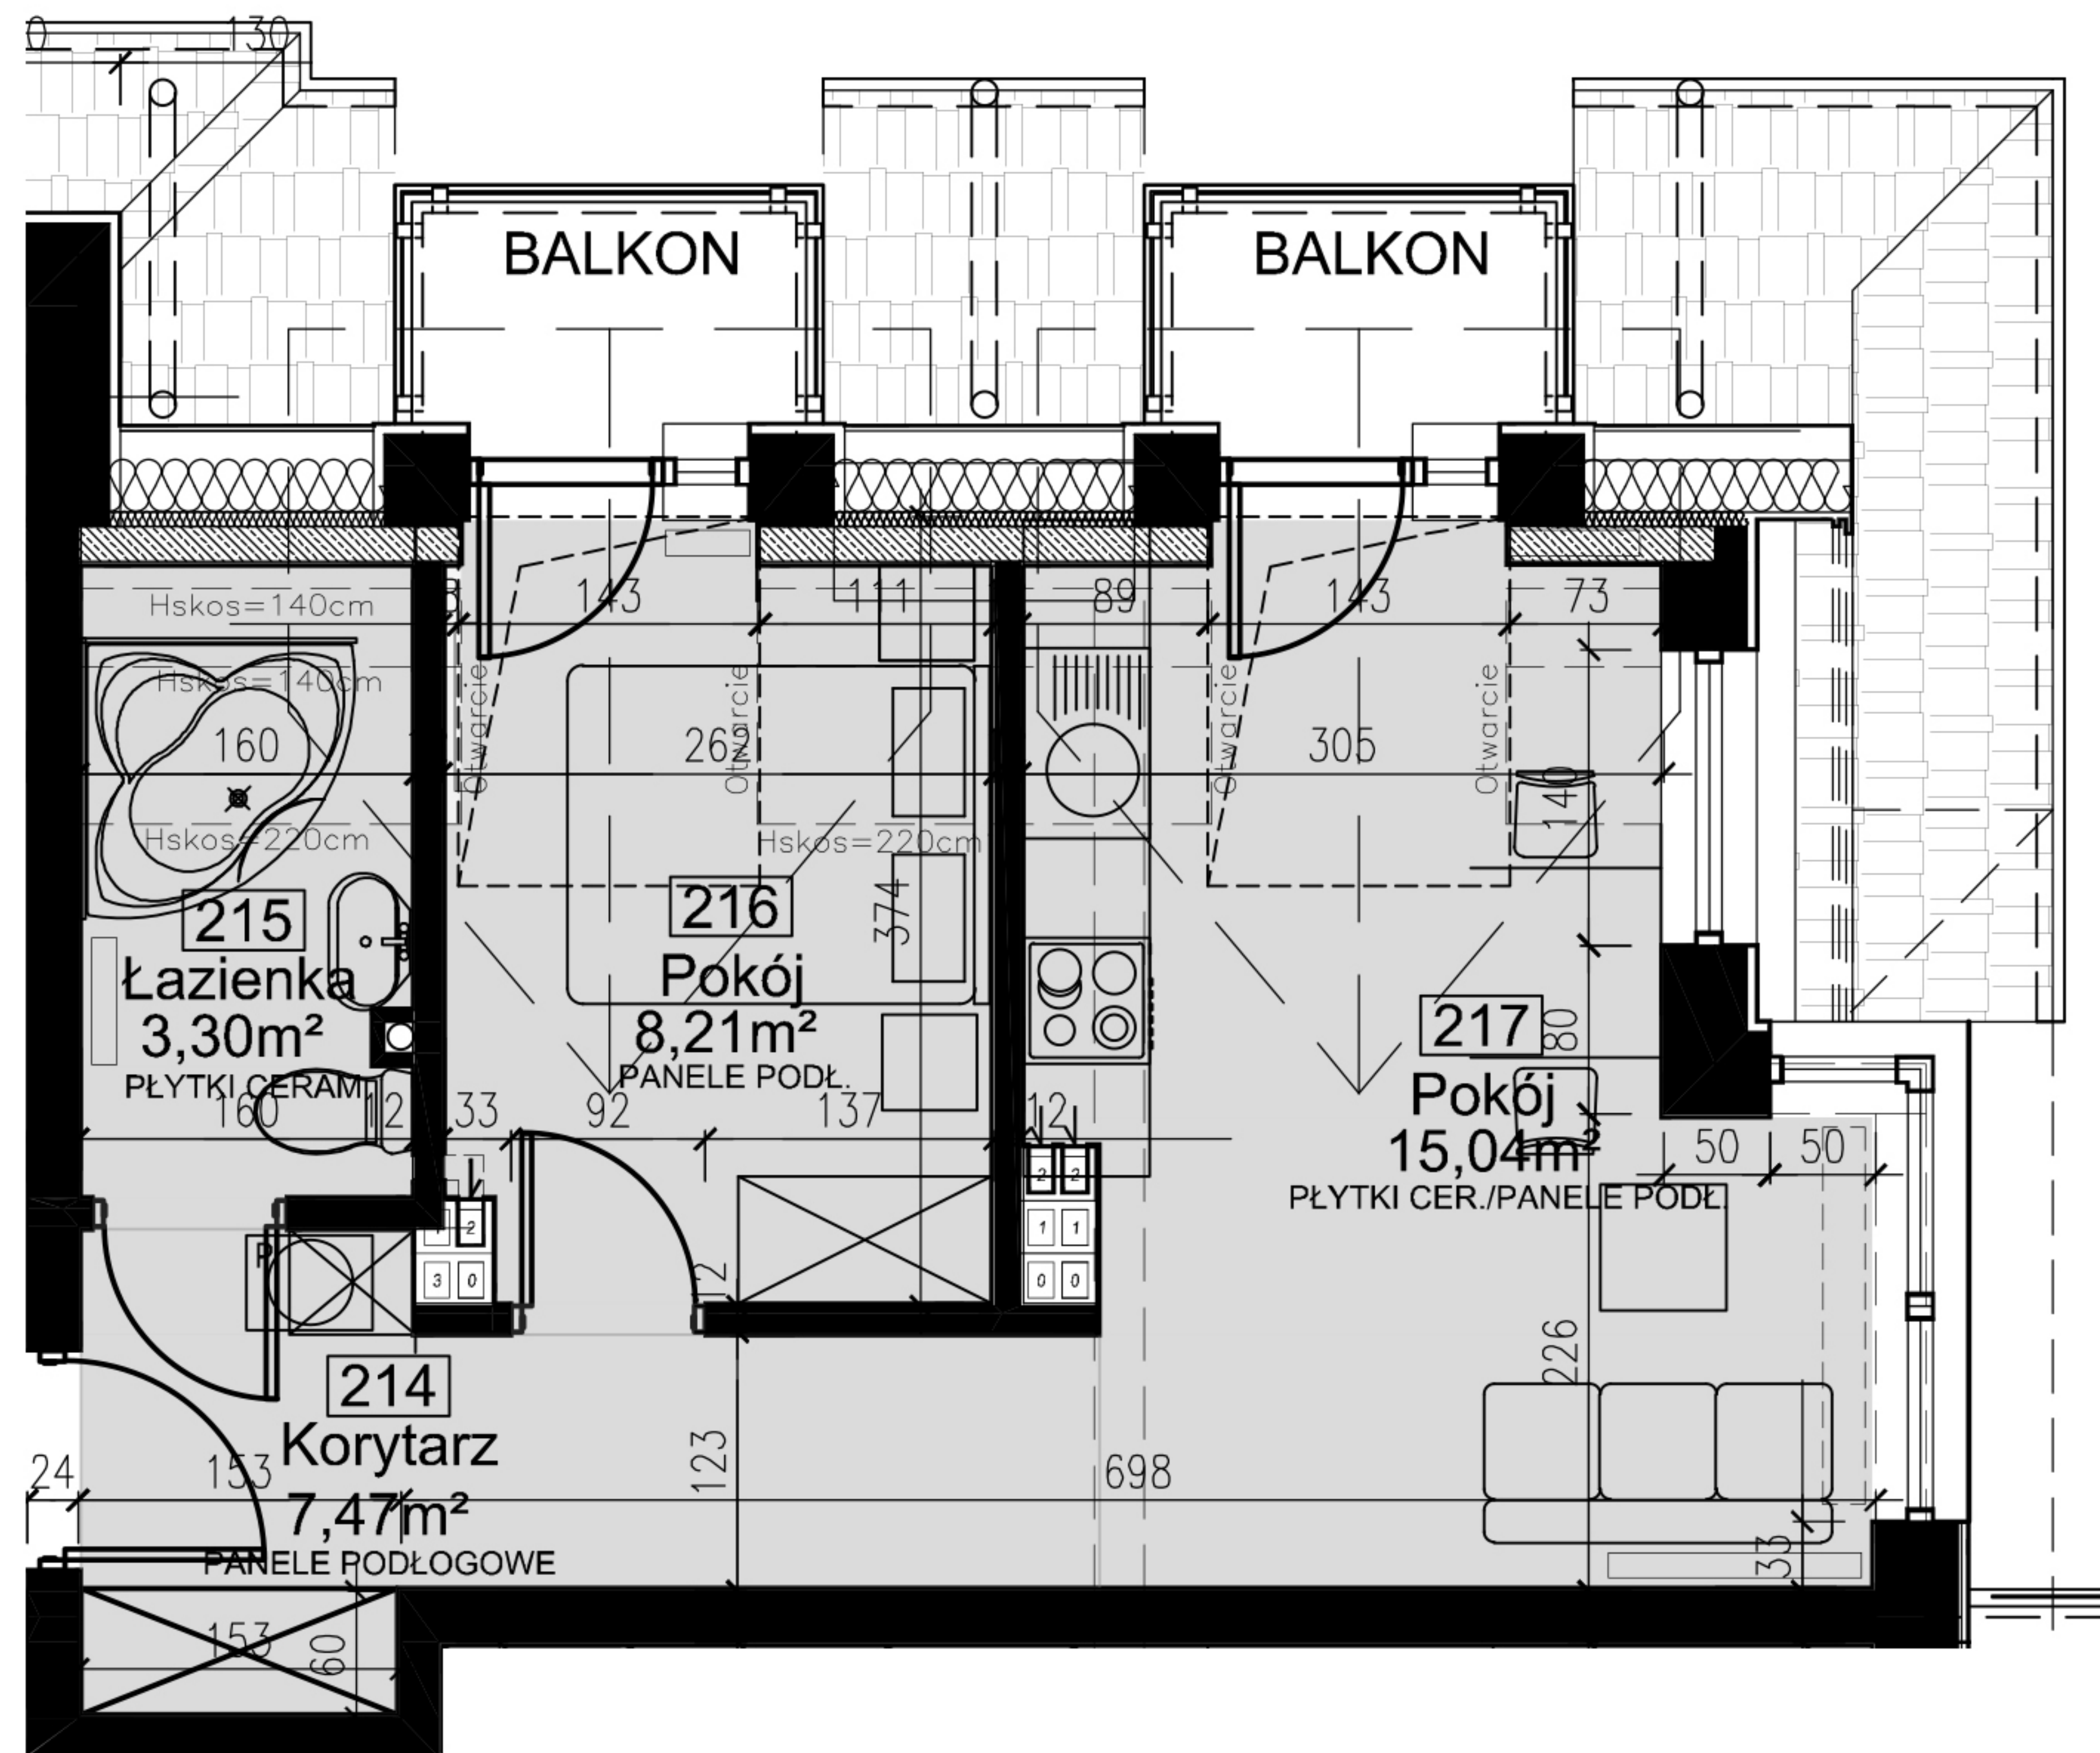 0
130
BALKON
BALKON
Hskos=140cm
143
111
89
143
73
Hskos=140cm
Otwarcie
Otwarcie
Otwarcie
Otwarcie
160
262
305
140
Hskos=220cm
Hskos=220cm
215
Łazienka
3,30m²
PŁYTKI CERAM.
216
Pokój
8,21m²
PANELE PODŁ.
374
217
Pokój
15,04m²
PŁYTKI CER./PANELE PODŁ.
80
160
12
33
92
137
12
50
50
2
2
1
2
1
1
3
0
0
0
P
12
226
214
Korytarz
7,47m²
PANELE PODŁOGOWE
24
153
123
698
33
153
60